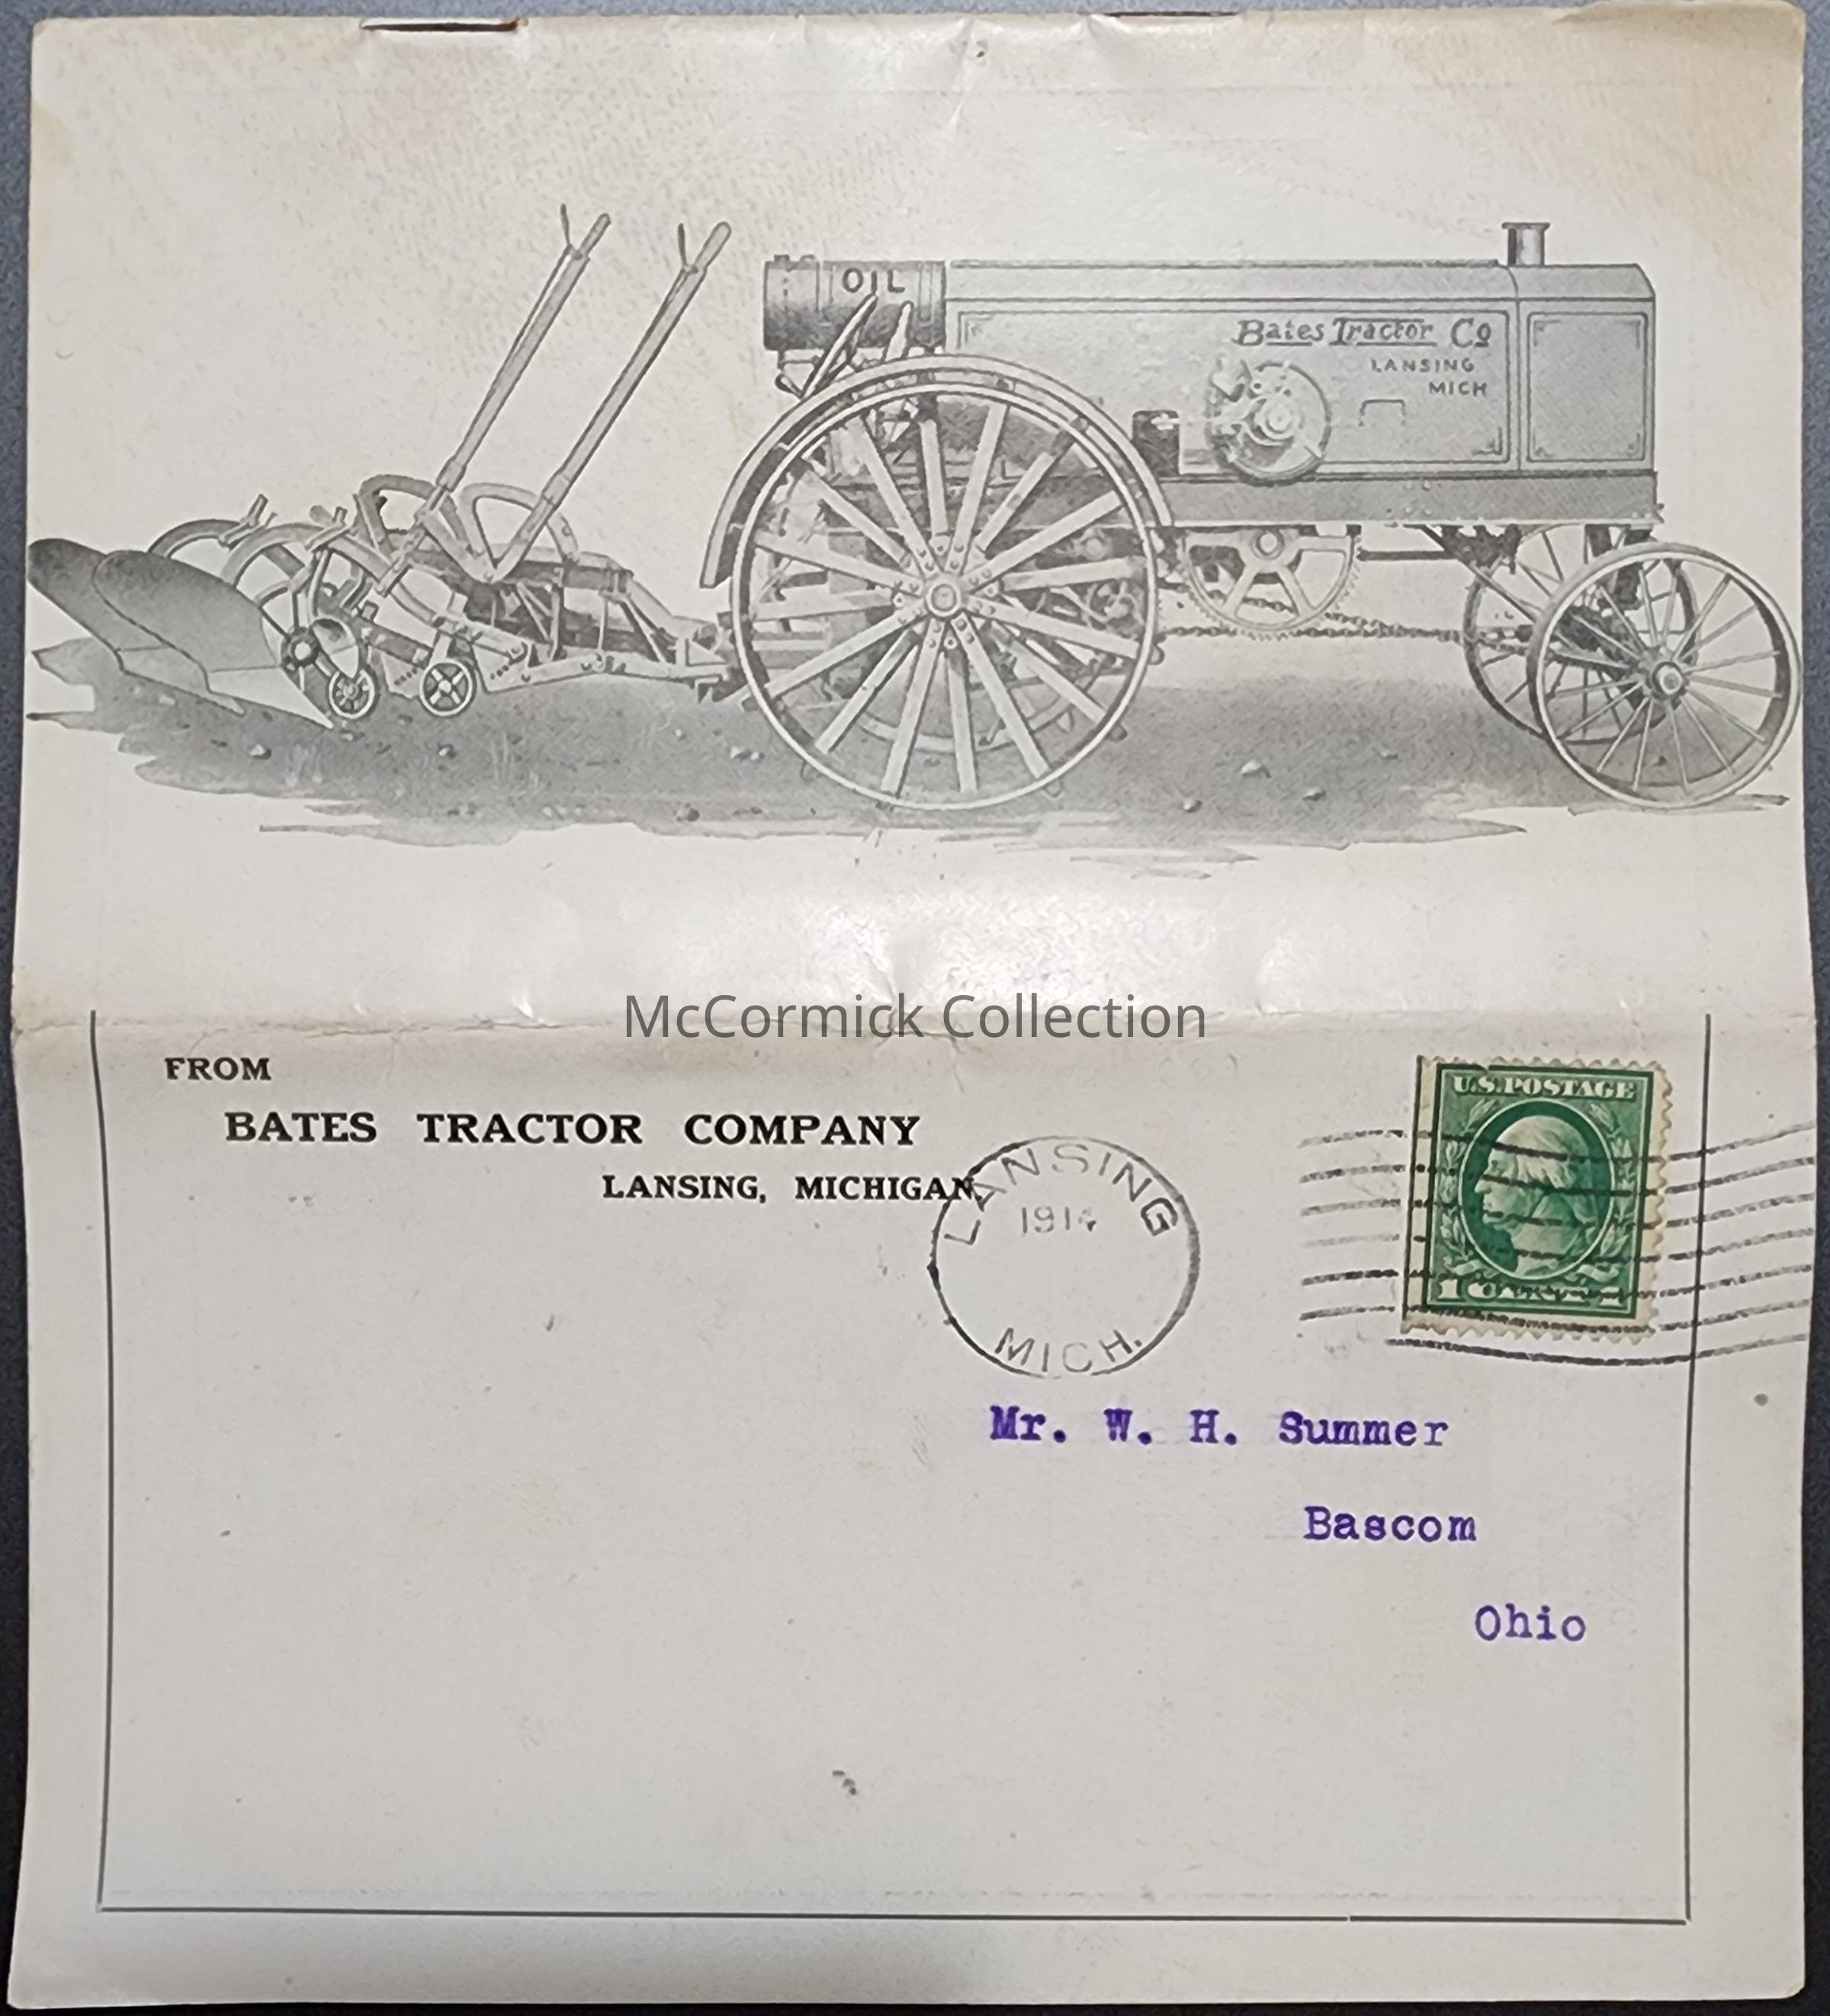 OIL
Bates Tractor Co
LANSING
MICH
McCormick Collection
FROM
BATES TRACTOR COMPANY
LANSING, MICHIGAN.
U.S. POSTAGE
LANSING
1914
MICH.
Mr. W. H. Summer
Bascom
Ohio